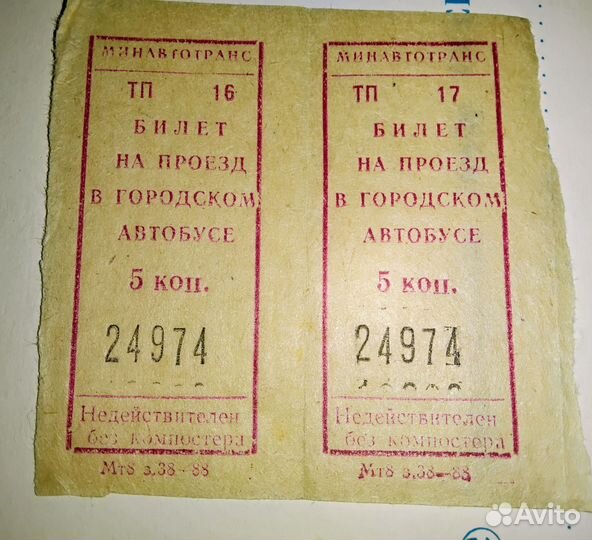 МИНАВТОТРАНС
ТП 16
БИЛЕТ
НА ПРОЕЗД
В ГОРОДСКОМ
АВТОБУСЕ
5 коп.
24974
Недействителен
без компостера
Мт8 з.38-88
МИНАВТОТРАНС
ТП 17
БИЛЕТ
НА ПРОЕЗД
В ГОРОДСКОМ
АВТОБУСЕ
5 коп.
24974
Недействителен
без компостера
Мт8 з.38-88
Avito